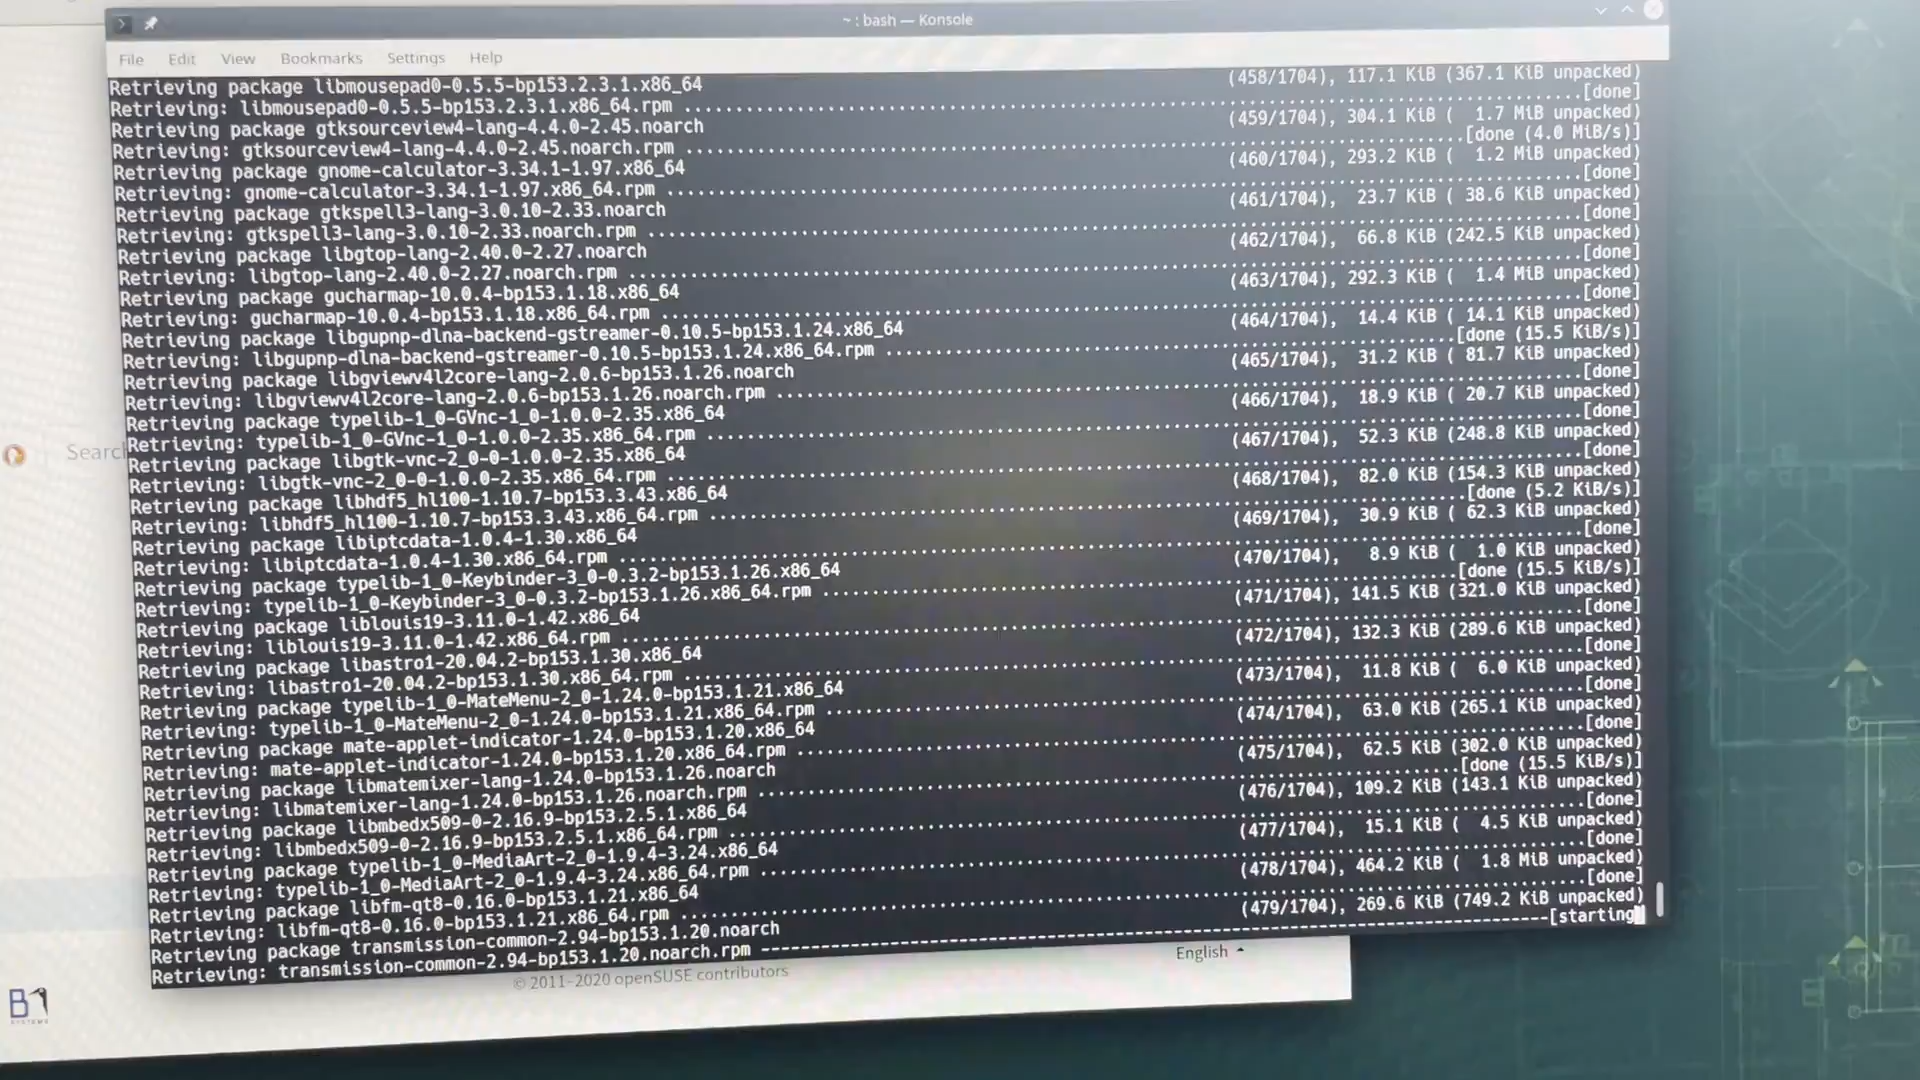 ~ : bash — Konsole
File Edit View Bookmarks Settings Help
Retrieving package libmousepad0-0.5.5-bp153.2.3.1.x86_64 (458/1704), 117.1 KiB (367.1 KiB unpacked)
Retrieving: libmousepad0-0.5.5-bp153.2.3.1.x86_64.rpm [done]
Retrieving package gtksourceview4-lang-4.4.0-2.45.noarch (459/1704), 304.1 KiB ( 1.7 MiB unpacked)
Retrieving: gtksourceview4-lang-4.4.0-2.45.noarch.rpm [done (4.0 MiB/s)]
Retrieving package gnome-calculator-3.34.1-1.97.x86_64 (460/1704), 293.2 KiB ( 1.2 MiB unpacked)
Retrieving: gnome-calculator-3.34.1-1.97.x86_64.rpm [done]
Retrieving package gtkspell3-lang-3.0.10-2.33.noarch (461/1704), 23.7 KiB ( 38.6 KiB unpacked)
Retrieving: gtkspell3-lang-3.0.10-2.33.noarch.rpm [done]
Retrieving package libgtop-lang-2.40.0-2.27.noarch (462/1704), 66.8 KiB (242.5 KiB unpacked)
Retrieving: libgtop-lang-2.40.0-2.27.noarch.rpm [done]
Retrieving package gucharmap-10.0.4-bp153.1.18.x86_64 (463/1704), 292.3 KiB ( 1.4 MiB unpacked)
Retrieving: gucharmap-10.0.4-bp153.1.18.x86_64.rpm [done]
Retrieving package libgupnp-dlna-backend-gstreamer-0.10.5-bp153.1.24.x86_64 (464/1704), 14.4 KiB ( 14.1 KiB unpacked)
Retrieving: libgupnp-dlna-backend-gstreamer-0.10.5-bp153.1.24.x86_64.rpm [done (15.5 KiB/s)]
Retrieving package libgviewv4l2core-lang-2.0.6-bp153.1.26.noarch (465/1704), 31.2 KiB ( 81.7 KiB unpacked)
Retrieving: libgviewv4l2core-lang-2.0.6-bp153.1.26.noarch.rpm [done]
Retrieving package typelib-1_0-GVnc-1_0-1.0.0-2.35.x86_64 (466/1704), 18.9 KiB ( 20.7 KiB unpacked)
Retrieving: typelib-1_0-GVnc-1_0-1.0.0-2.35.x86_64.rpm [done]
Retrieving package libgtk-vnc-2_0-0-1.0.0-2.35.x86_64 (467/1704), 52.3 KiB (248.8 KiB unpacked)
Retrieving: libgtk-vnc-2_0-0-1.0.0-2.35.x86_64.rpm [done]
Retrieving package libhdf5_hl100-1.10.7-bp153.3.43.x86_64 (468/1704), 82.0 KiB (154.3 KiB unpacked)
Retrieving: libhdf5_hl100-1.10.7-bp153.3.43.x86_64.rpm [done (5.2 KiB/s)]
Retrieving package libiptcdata-1.0.4-1.30.x86_64 (469/1704), 30.9 KiB ( 62.3 KiB unpacked)
Retrieving: libiptcdata-1.0.4-1.30.x86_64.rpm [done]
Retrieving package typelib-1_0-Keybinder-3_0-0.3.2-bp153.1.26.x86_64 (470/1704), 8.9 KiB ( 1.0 KiB unpacked)
Retrieving: typelib-1_0-Keybinder-3_0-0.3.2-bp153.1.26.x86_64.rpm [done (15.5 KiB/s)]
Retrieving package liblouis19-3.11.0-1.42.x86_64 (471/1704), 141.5 KiB (321.0 KiB unpacked)
Retrieving: liblouis19-3.11.0-1.42.x86_64.rpm [done]
Retrieving package libastro1-20.04.2-bp153.1.30.x86_64 (472/1704), 132.3 KiB (289.6 KiB unpacked)
Retrieving: libastro1-20.04.2-bp153.1.30.x86_64.rpm [done]
Retrieving package typelib-1_0-MateMenu-2_0-1.24.0-bp153.1.21.x86_64 (473/1704), 11.8 KiB ( 6.0 KiB unpacked)
Retrieving: typelib-1_0-MateMenu-2_0-1.24.0-bp153.1.21.x86_64.rpm [done]
Retrieving package mate-applet-indicator-1.24.0-bp153.1.20.x86_64 (474/1704), 63.0 KiB (265.1 KiB unpacked)
Retrieving: mate-applet-indicator-1.24.0-bp153.1.20.x86_64.rpm [done]
Retrieving package libmatemixer-lang-1.24.0-bp153.1.26.noarch (475/1704), 62.5 KiB (302.0 KiB unpacked)
Retrieving: libmatemixer-lang-1.24.0-bp153.1.26.noarch.rpm [done (15.5 KiB/s)]
Retrieving package libmbedx509-0-2.16.9-bp153.2.5.1.x86_64 (476/1704), 109.2 KiB (143.1 KiB unpacked)
Retrieving: libmbedx509-0-2.16.9-bp153.2.5.1.x86_64.rpm [done]
Retrieving package typelib-1_0-MediaArt-2_0-1.9.4-3.24.x86_64 (477/1704), 15.1 KiB ( 4.5 KiB unpacked)
Retrieving: typelib-1_0-MediaArt-2_0-1.9.4-3.24.x86_64.rpm [done]
Retrieving package libfm-qt8-0.16.0-bp153.1.21.x86_64 (478/1704), 464.2 KiB ( 1.8 MiB unpacked)
Retrieving: libfm-qt8-0.16.0-bp153.1.21.x86_64.rpm [done]
Retrieving package transmission-common-2.94-bp153.1.20.noarch (479/1704), 269.6 KiB (749.2 KiB unpacked)
Retrieving: transmission-common-2.94-bp153.1.20.noarch.rpm [starting
Search
English
© 2011-2020 openSUSE contributors
B1
SYSTEMS